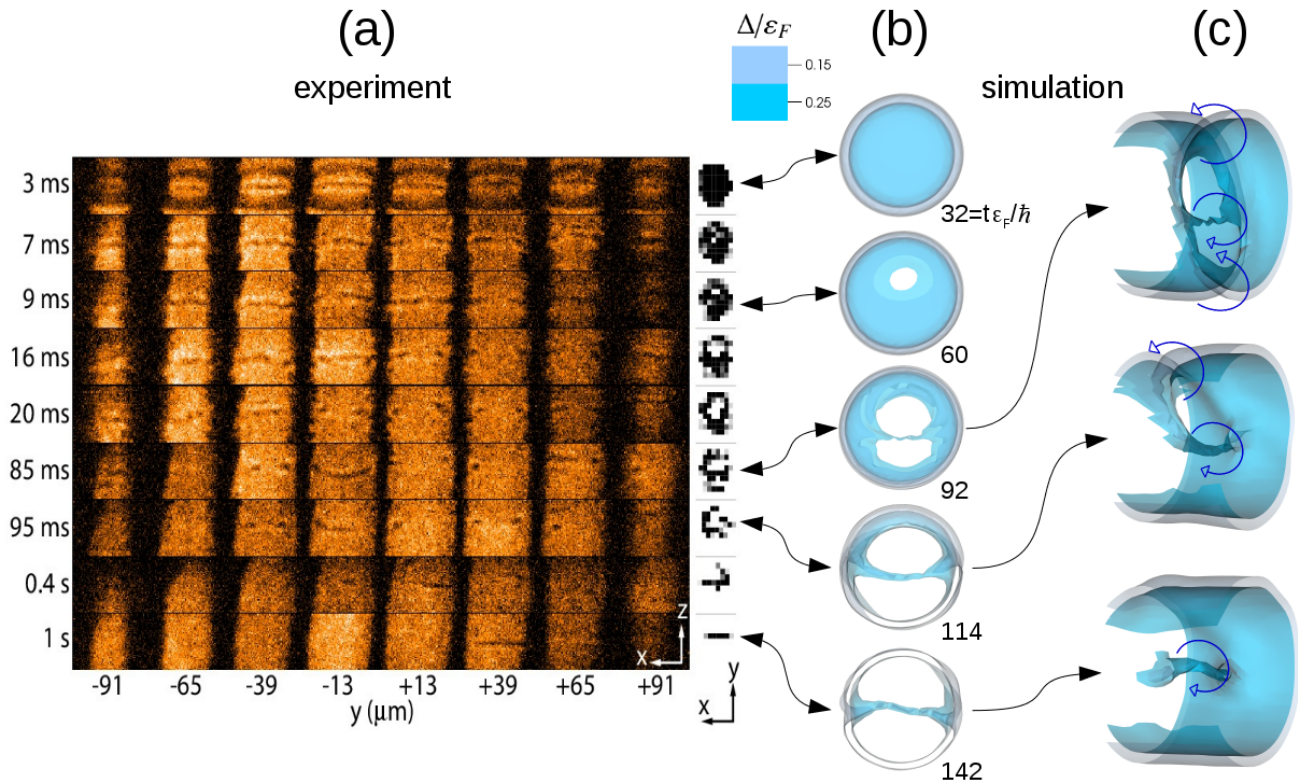 (a)
(b)
(c)
Δ/ε_F
0.15
0.25
experiment
simulation
3 ms
7 ms
9 ms
16 ms
20 ms
85 ms
95 ms
0.4 s
1 s
z
x
-91 -65 -39 -13 +13 +39 +65 +91
y (μm)
y
x
32=tε_F/ħ
60
92
114
142